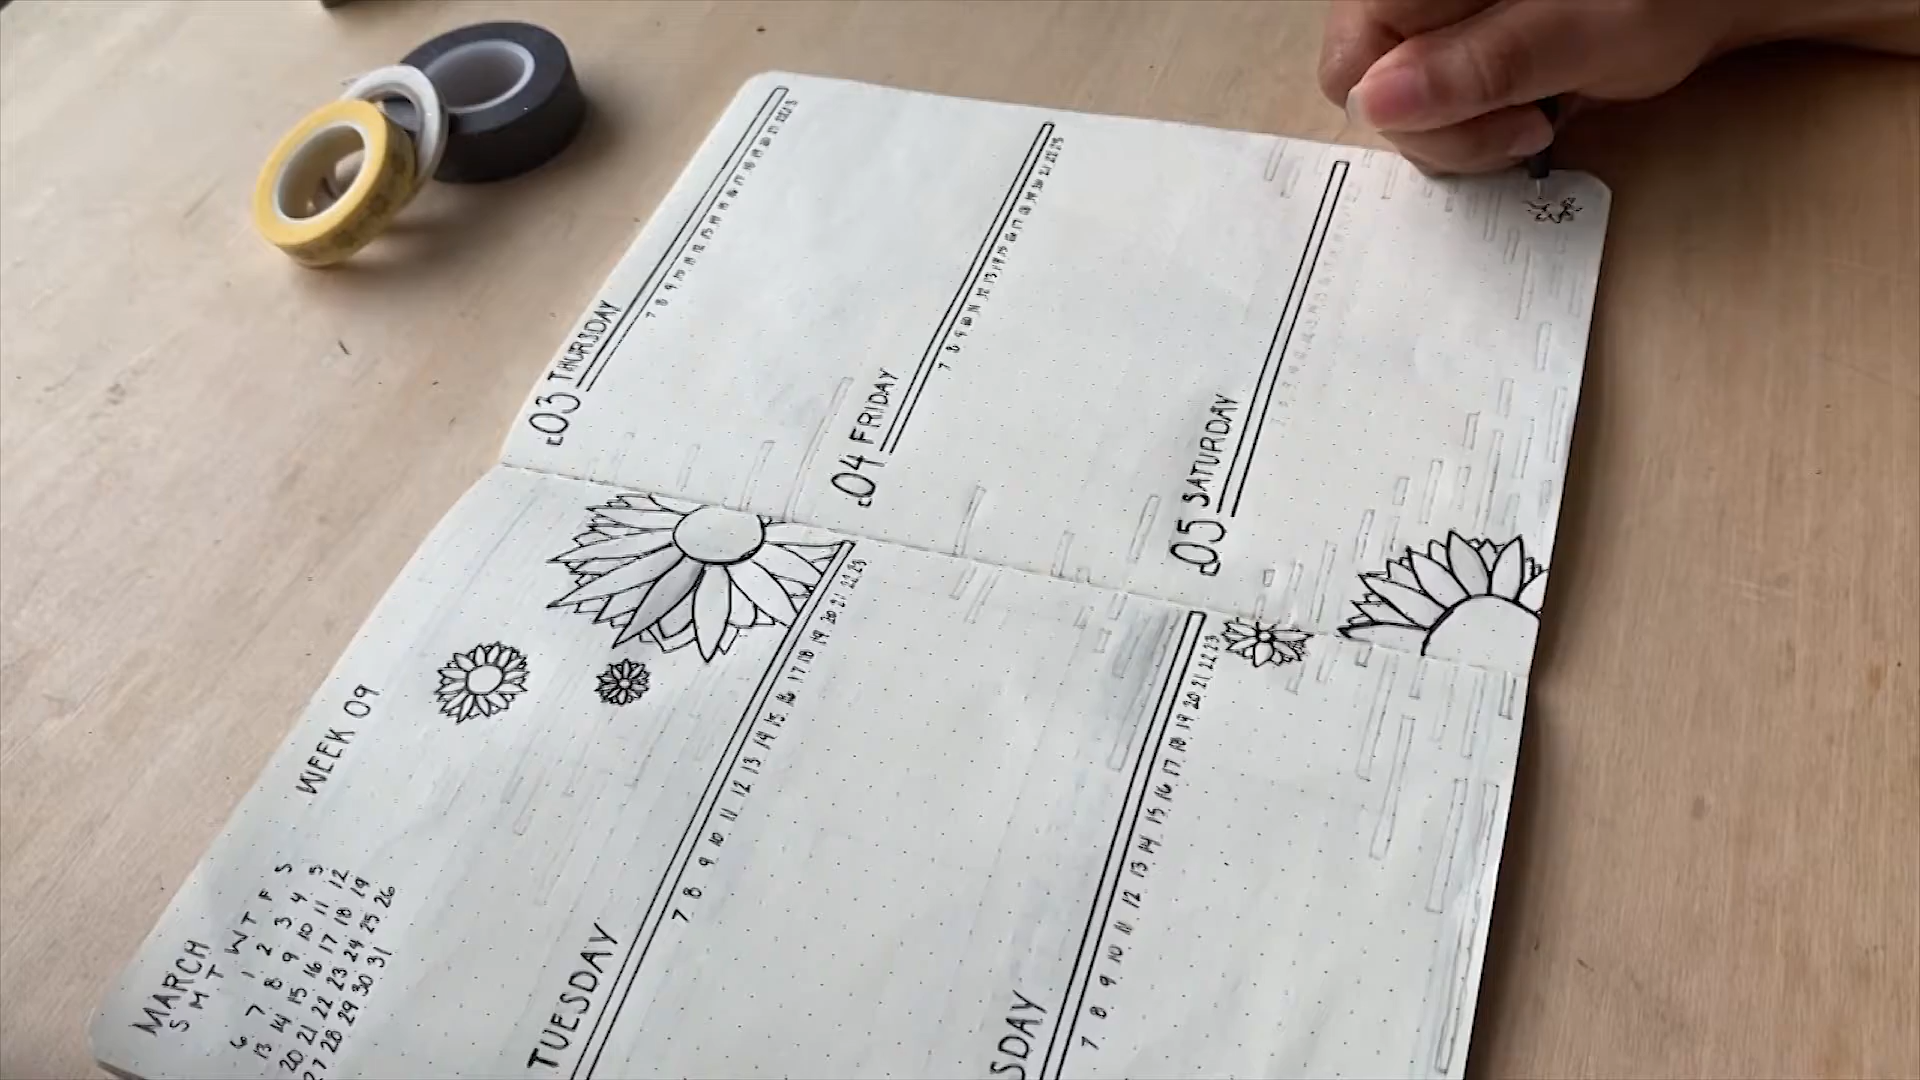 MARCH
S M T W T F S
1 2 3 4 5
6 7 8 9 10 11 12
13 14 15 16 17 18 19
20 21 22 23 24 25 26
27 28 29 30 31
WEEK 09
TUESDAY
7 8 9 10 11 12 13 14 15 16 17 18 19 20 21 22 23
SDAY
7 8 9 10 11 12 13 14 15 16 17 18 19 20 21 22 23
03 THURSDAY
7 8 9 10 11 12 13 14 15 16 17 18 19 20 21 22 23
04 FRIDAY
7 8 9 10 11 12 13 14 15 16 17 18 19 20 21 22 23
05 SATURDAY